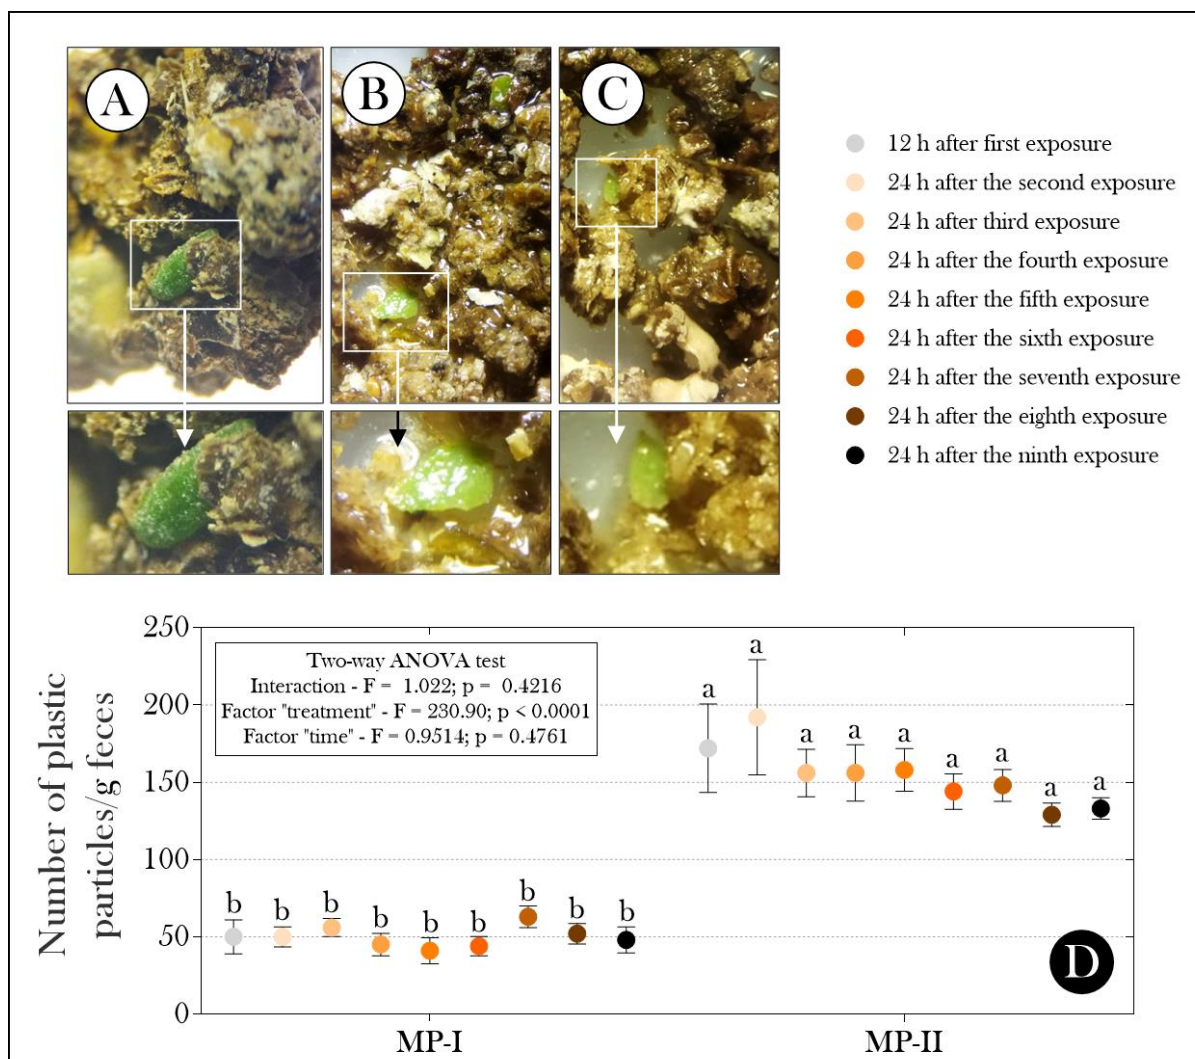 A
B
C
12 h after first exposure
24 h after the second exposure
24 h after third exposure
24 h after the fourth exposure
24 h after the fifth exposure
24 h after the sixth exposure
24 h after the seventh exposure
24 h after the eighth exposure
24 h after the ninth exposure
Number of plastic
particles/g feces
250
200
150
100
50
0
Two-way ANOVA test
Interaction - F = 1.022; p = 0.4216
Factor "treatment" - F = 230.90; p < 0.0001
Factor "time" - F = 0.9514; p = 0.4761
b b b b b b b b b
a a a a a a a a a
D
MP-I
MP-II